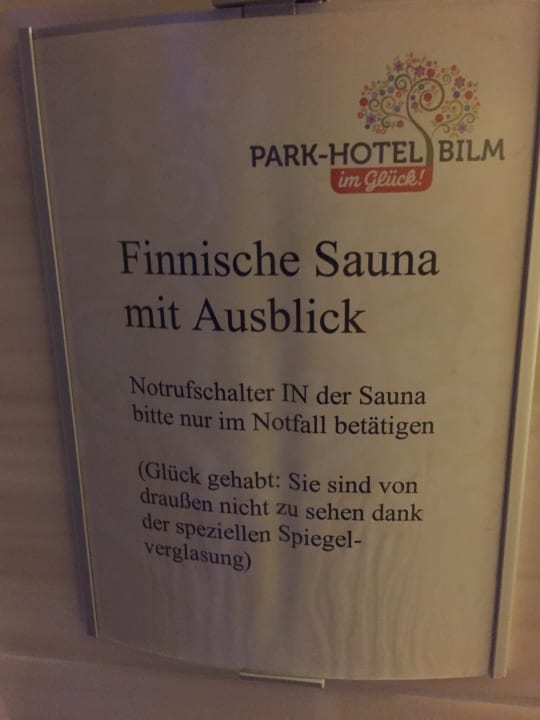 PARK-HOTEL BILM
im Glück!
Finnische Sauna
mit Ausblick
Notrufschalter IN der Sauna
bitte nur im Notfall betätigen
(Glück gehabt: Sie sind von
draußen nicht zu sehen dank
der speziellen Spiegel-
verglasung)